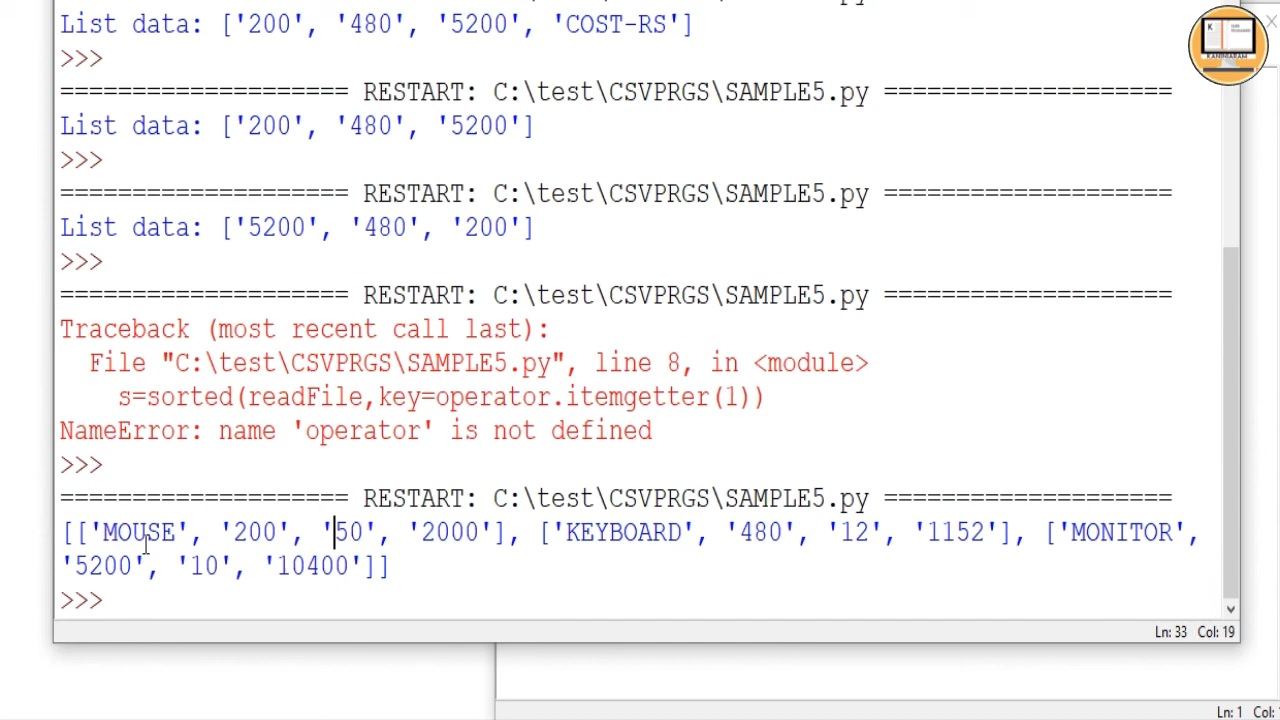 List data: ['200', '480', '5200', 'COST-RS']
>>>
==================== RESTART: C:\test\CSVPRGS\SAMPLE5.py ====================
List data: ['200', '480', '5200']
>>>
==================== RESTART: C:\test\CSVPRGS\SAMPLE5.py ====================
List data: ['5200', '480', '200']
>>>
==================== RESTART: C:\test\CSVPRGS\SAMPLE5.py ====================
Traceback (most recent call last):
  File "C:\test\CSVPRGS\SAMPLE5.py", line 8, in <module>
    s=sorted(readFile,key=operator.itemgetter(1))
NameError: name 'operator' is not defined
>>>
==================== RESTART: C:\test\CSVPRGS\SAMPLE5.py ====================
[['MOUSE', '200', '50', '2000'], ['KEYBOARD', '480', '12', '1152'], ['MONITOR',
'5200', '10', '10400']]
>>>
Ln: 33 Col: 19
Ln: 1 Col: